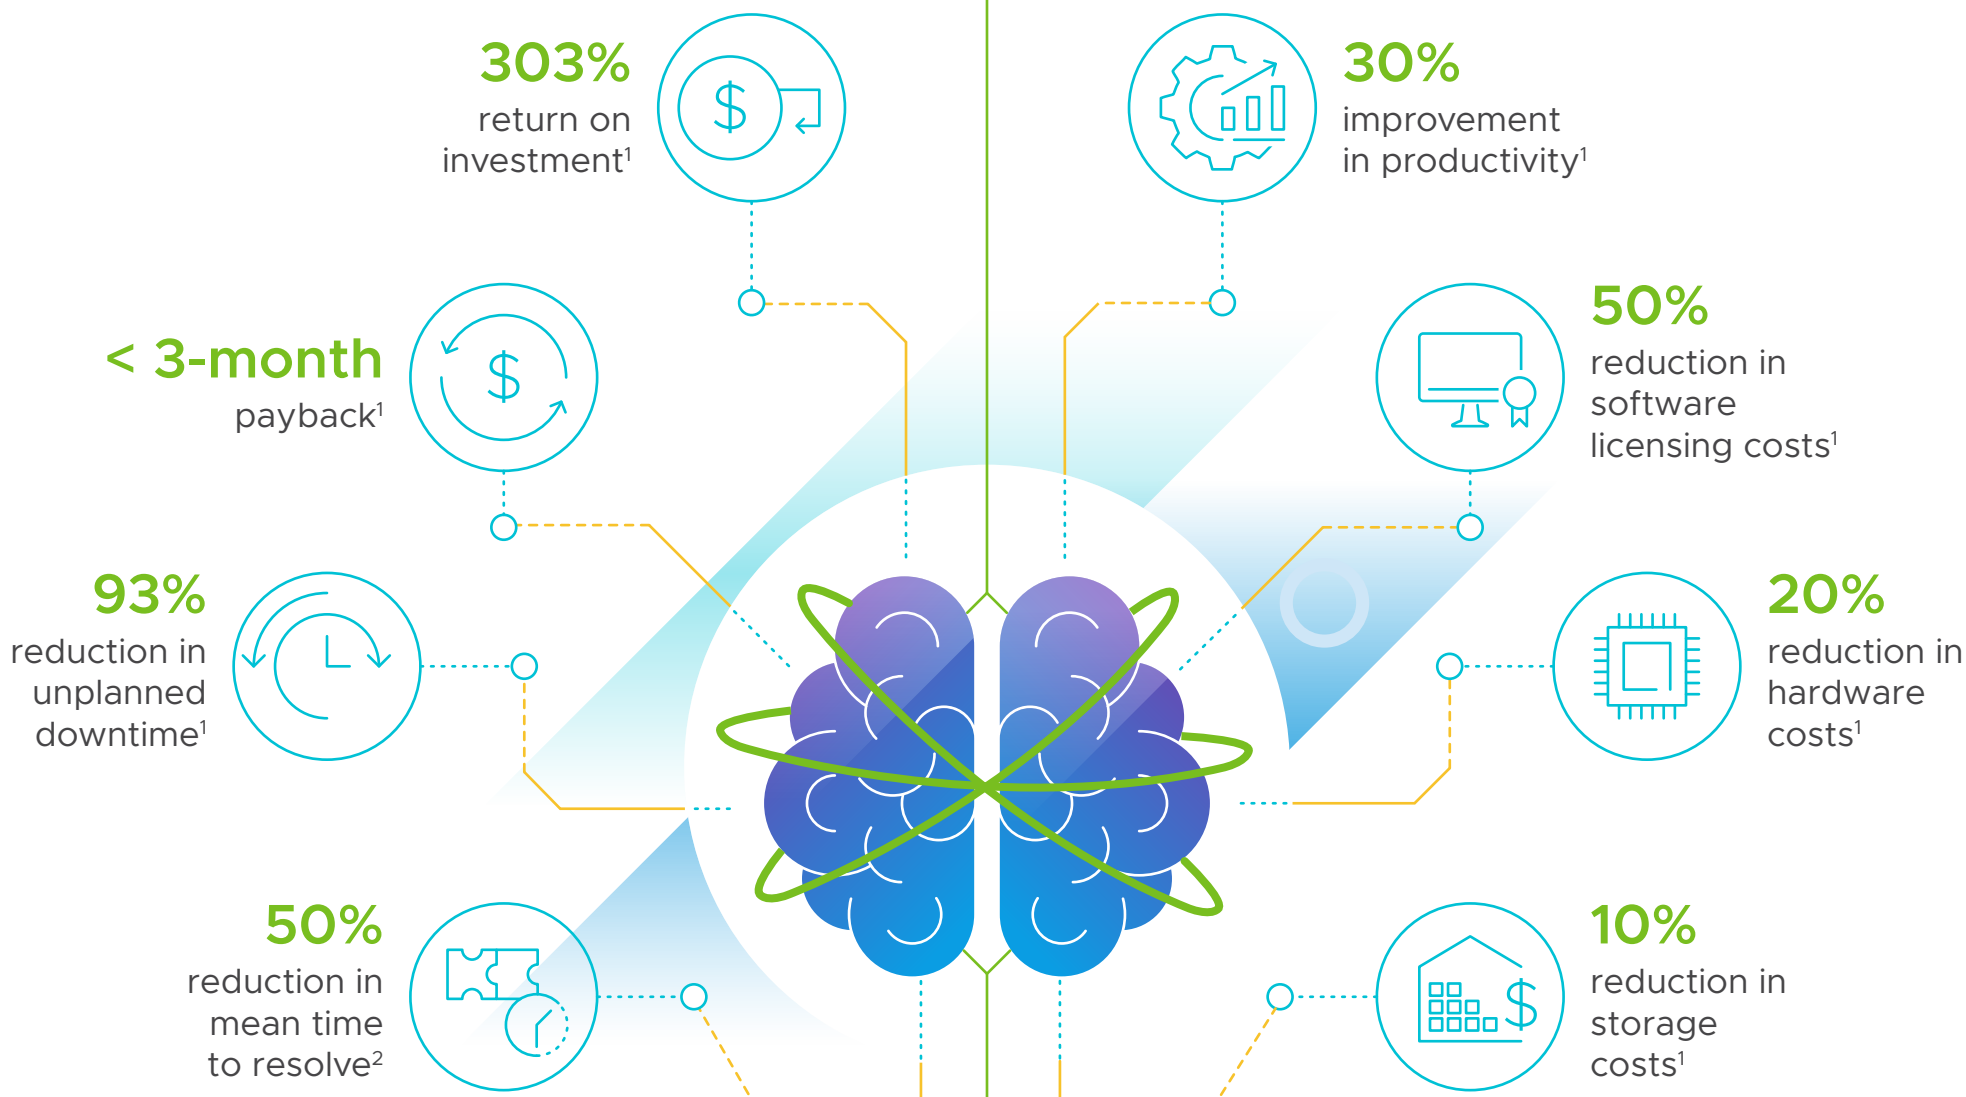 303%
return on
investment¹
30%
improvement
in productivity¹
< 3-month
payback¹
50%
reduction in
software
licensing costs¹
93%
reduction in
unplanned
downtime¹
20%
reduction in
hardware
costs¹
50%
reduction in
mean time
to resolve²
10%
reduction in
storage
costs¹